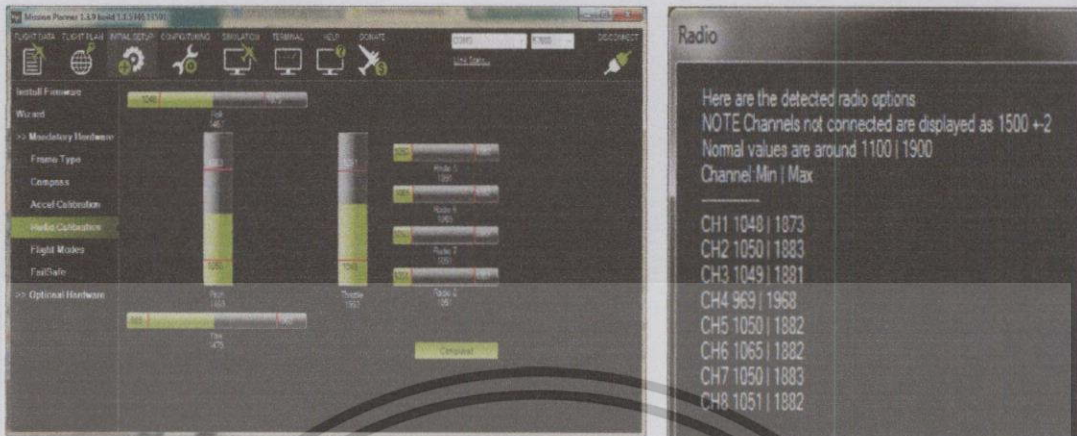 Mission Planner 1.3.9 build
FLIGHT DATA FLIGHT PLAN INITIAL SETUP CONFIG/TUNING SIMULATION TERMINAL HELP DONATE
DISCONNECT
Link Stats...
Install Firmware
Wizard
>> Mandatory Hardware
Frame Type
Compass
Accel Calibration
Radio Calibration
Flight Modes
FailSafe
>> Optional Hardware
1048
Roll
Pitch
Throttle
Radio 5
Radio 6
Radio 7
Radio 8
Yaw
Completed
Radio
Here are the detected radio options
NOTE Channels not connected are displayed as 1500 +-2
Normal values are around 1100 | 1900
Channel:Min | Max
----------
CH1 1048 | 1873
CH2 1050 | 1883
CH3 1049 | 1881
CH4 969 | 1968
CH5 1050 | 1882
CH6 1065 | 1882
CH7 1050 | 1883
CH8 1051 | 1882